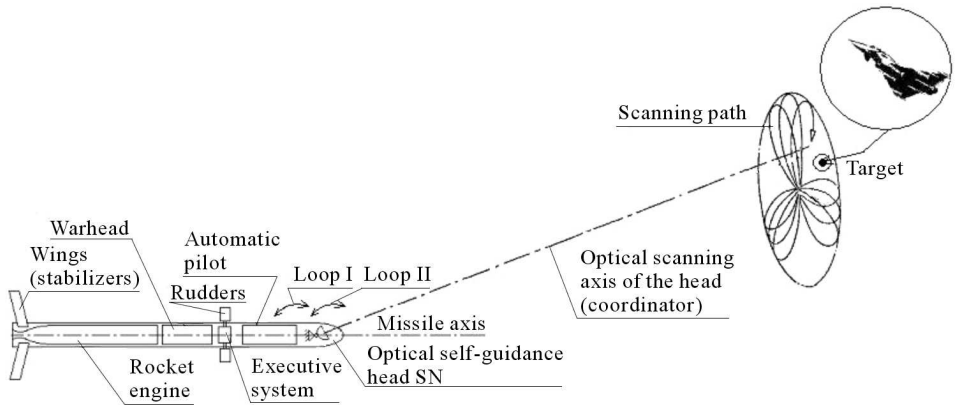 Scanning path
Target
Warhead
Wings
(stabilizers)
Automatic
pilot
Rudders
Loop I
Loop II
Optical scanning
axis of the head
(coordinator)
Missile axis
Rocket
engine
Executive
system
Optical self-guidance
head SN